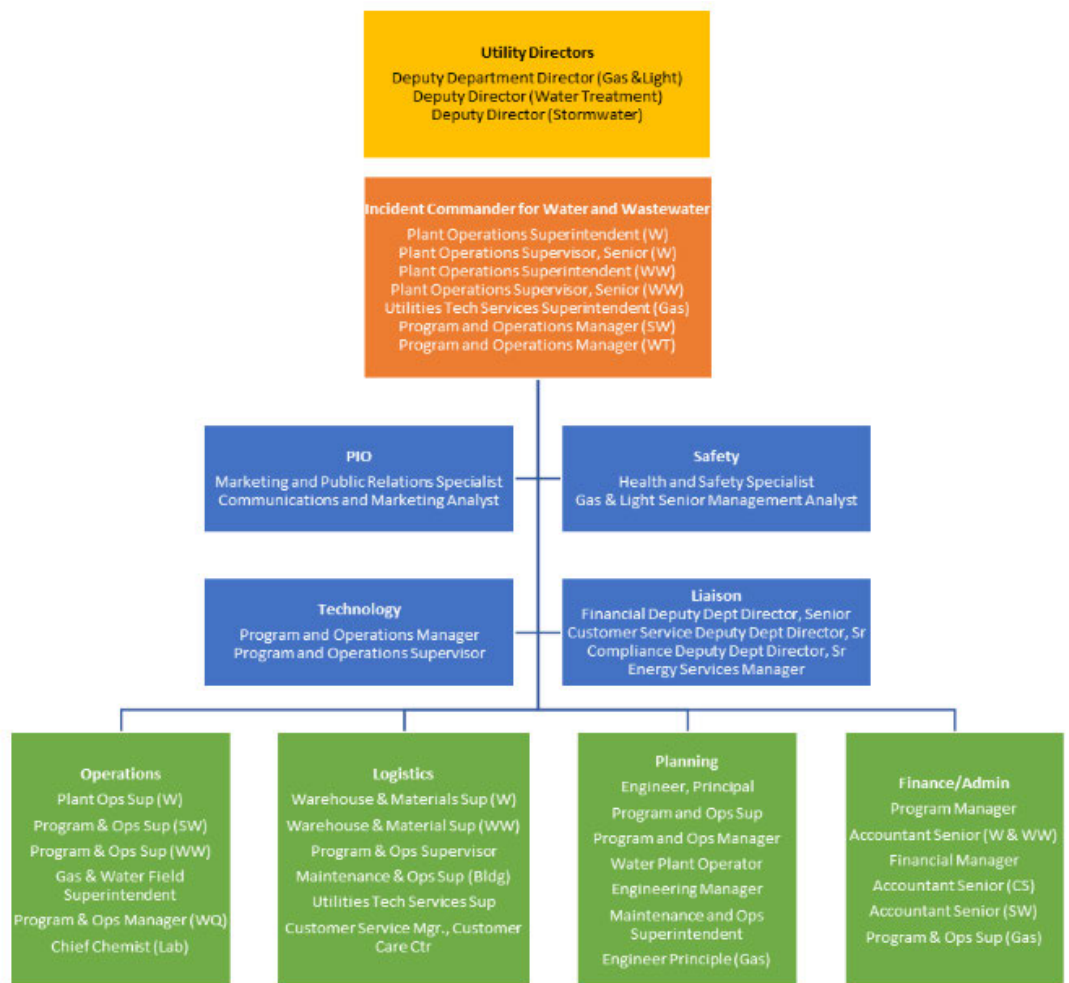 Utility Directors
Deputy Department Director (Gas &Light)
Deputy Director (Water Treatment)
Deputy Director (Stormwater)
Incident Commander for Water and Wastewater
Plant Operations Superintendent (W)
Plant Operations Supervisor, Senior (W)
Plant Operations Superintendent (WW)
Plant Operations Supervisor, Senior (WW)
Utilities Tech Services Superintendent (Gas)
Program and Operations Manager (SW)
Program and Operations Manager (WT)
PIO
Marketing and Public Relations Specialist
Communications and Marketing Analyst
Safety
Health and Safety Specialist
Gas & Light Senior Management Analyst
Technology
Program and Operations Manager
Program and Operations Supervisor
Liaison
Financial Deputy Dept Director, Senior
Customer Service Deputy Dept Director, Sr
Compliance Deputy Dept Director, Sr
Energy Services Manager
Operations
Plant Ops Sup (W)
Program & Ops Sup (SW)
Program & Ops Sup (WW)
Gas & Water Field
Superintendent
Program & Ops Manager (WQ)
Chief Chemist (Lab)
Logistics
Warehouse & Materials Sup (W)
Warehouse & Material Sup (WW)
Program & Ops Supervisor
Maintenance & Ops Sup (Bldg)
Utilities Tech Services Sup
Customer Service Mgr., Customer
Care Ctr
Planning
Engineer, Principal
Program and Ops Sup
Program and Ops Manager
Water Plant Operator
Engineering Manager
Maintenance and Ops
Superintendent
Engineer Principle (Gas)
Finance/Admin
Program Manager
Accountant Senior (W & WW)
Financial Manager
Accountant Senior (CS)
Accountant Senior (SW)
Program & Ops Sup (Gas)